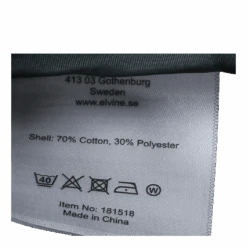 413 03 Gothenburg
Sweden
www.elvine.se
Shell: 70% Cotton, 30% Polyester
40 W
Item No: 181518
Made in China